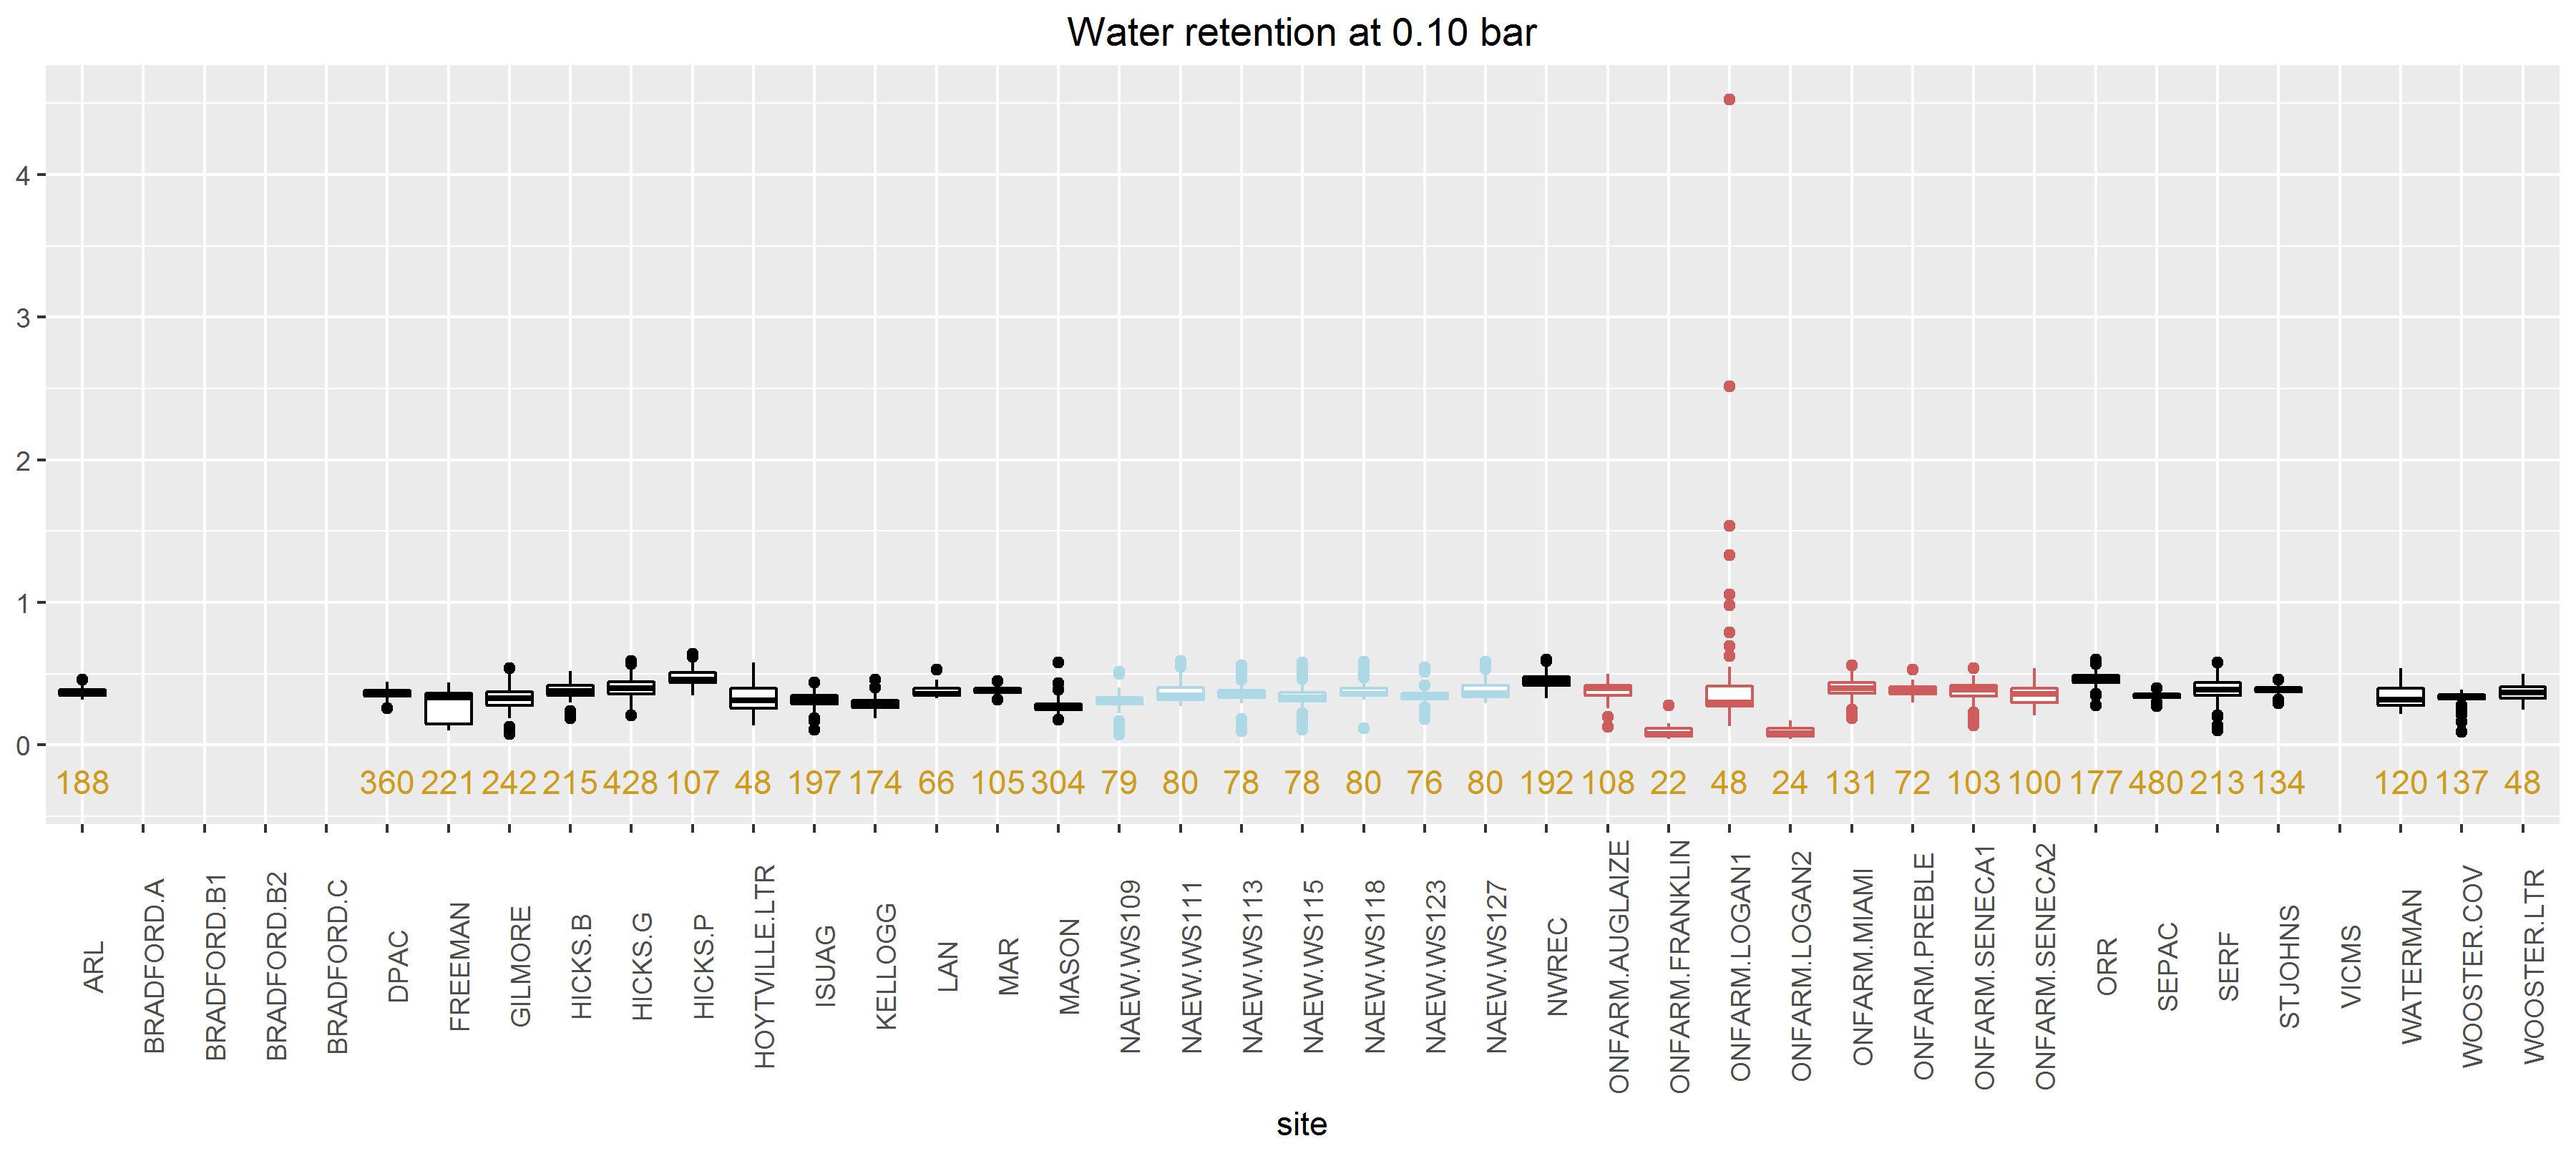 Water retention at 0.10 bar
4
3
2
1
0
188 360 221 242 215 428 107 48 197 174 66 105 304 79 80 78 78 80 76 80 192 108 22 48 24 131 72 103 100 177 480 213 134 120 137 48
ARL
BRADFORD.A
BRADFORD.B1
BRADFORD.B2
BRADFORD.C
DPAC
FREEMAN
GILMORE
HICKS.B
HICKS.G
HICKS.P
HOYTVILLE.LTR
ISUAG
KELLOGG
LAN
MAR
MASON
NAEW.WS109
NAEW.WS111
NAEW.WS113
NAEW.WS115
NAEW.WS118
NAEW.WS123
NAEW.WS127
NWREC
ONFARM.AUGLAIZE
ONFARM.FRANKLIN
ONFARM.LOGAN1
ONFARM.LOGAN2
ONFARM.MIAMI
ONFARM.PREBLE
ONFARM.SENECA1
ONFARM.SENECA2
ORR
SEPAC
SERF
STJOHNS
VICMS
WATERMAN
WOOSTER.COV
WOOSTER.LTR
site